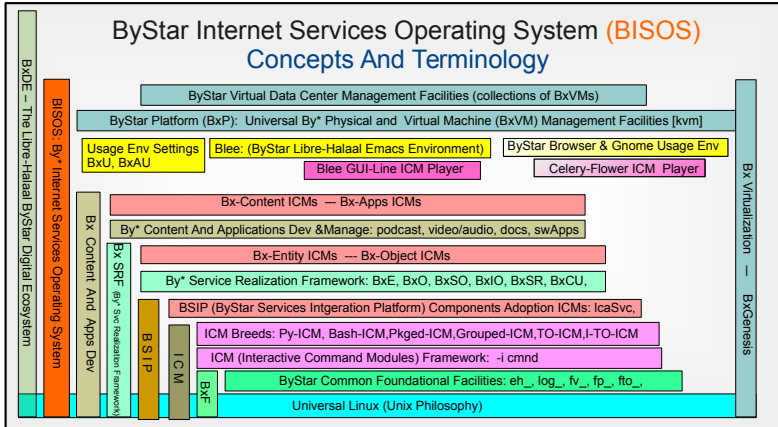 ByStar Internet Services Operating System (BISOS)
Concepts And Terminology
BxDE – The Libre-Halaal ByStar Digital Ecosystem
BISOS: By* Internet Services Operating System
ByStar Virtual Data Center Management Facilities (collections of BxVMs)
ByStar Platform (BxP): Universal By* Physical and Virtual Machine (BxVM) Management Facilities [kvm]
Usage Env Settings
BxU, BxAU
Blee: (ByStar Libre-Halaal Emacs Environment)
ByStar Browser & Gnome Usage Env
Blee GUI-Line ICM Player
Celery-Flower ICM Player
Bx Content And Apps Dev
Bx-Content ICMs --- Bx-Apps ICMs
By* Content And Applications Dev &Manage: podcast, video/audio, docs, swApps
Bx SRF (By* Svc Realization Framework)
Bx-Entity ICMs --- Bx-Object ICMs
By* Service Realization Framework: BxE, BxO, BxSO, BxIO, BxSR, BxCU,
BSIP
BSIP (ByStar Services Intgeration Platform) Components Adoption ICMs: lcaSvc,
ICM
ICM Breeds: Py-ICM, Bash-ICM,Pkged-ICM,Grouped-ICM,TO-ICM,I-TO-ICM
ICM (Interactive Command Modules) Framework: -i cmnd
BxF
ByStar Common Foundational Facilities: eh_, log_, fv_, fp_, fto_,
Universal Linux (Unix Philosophy)
Bx Virtualization --- BxGenesis